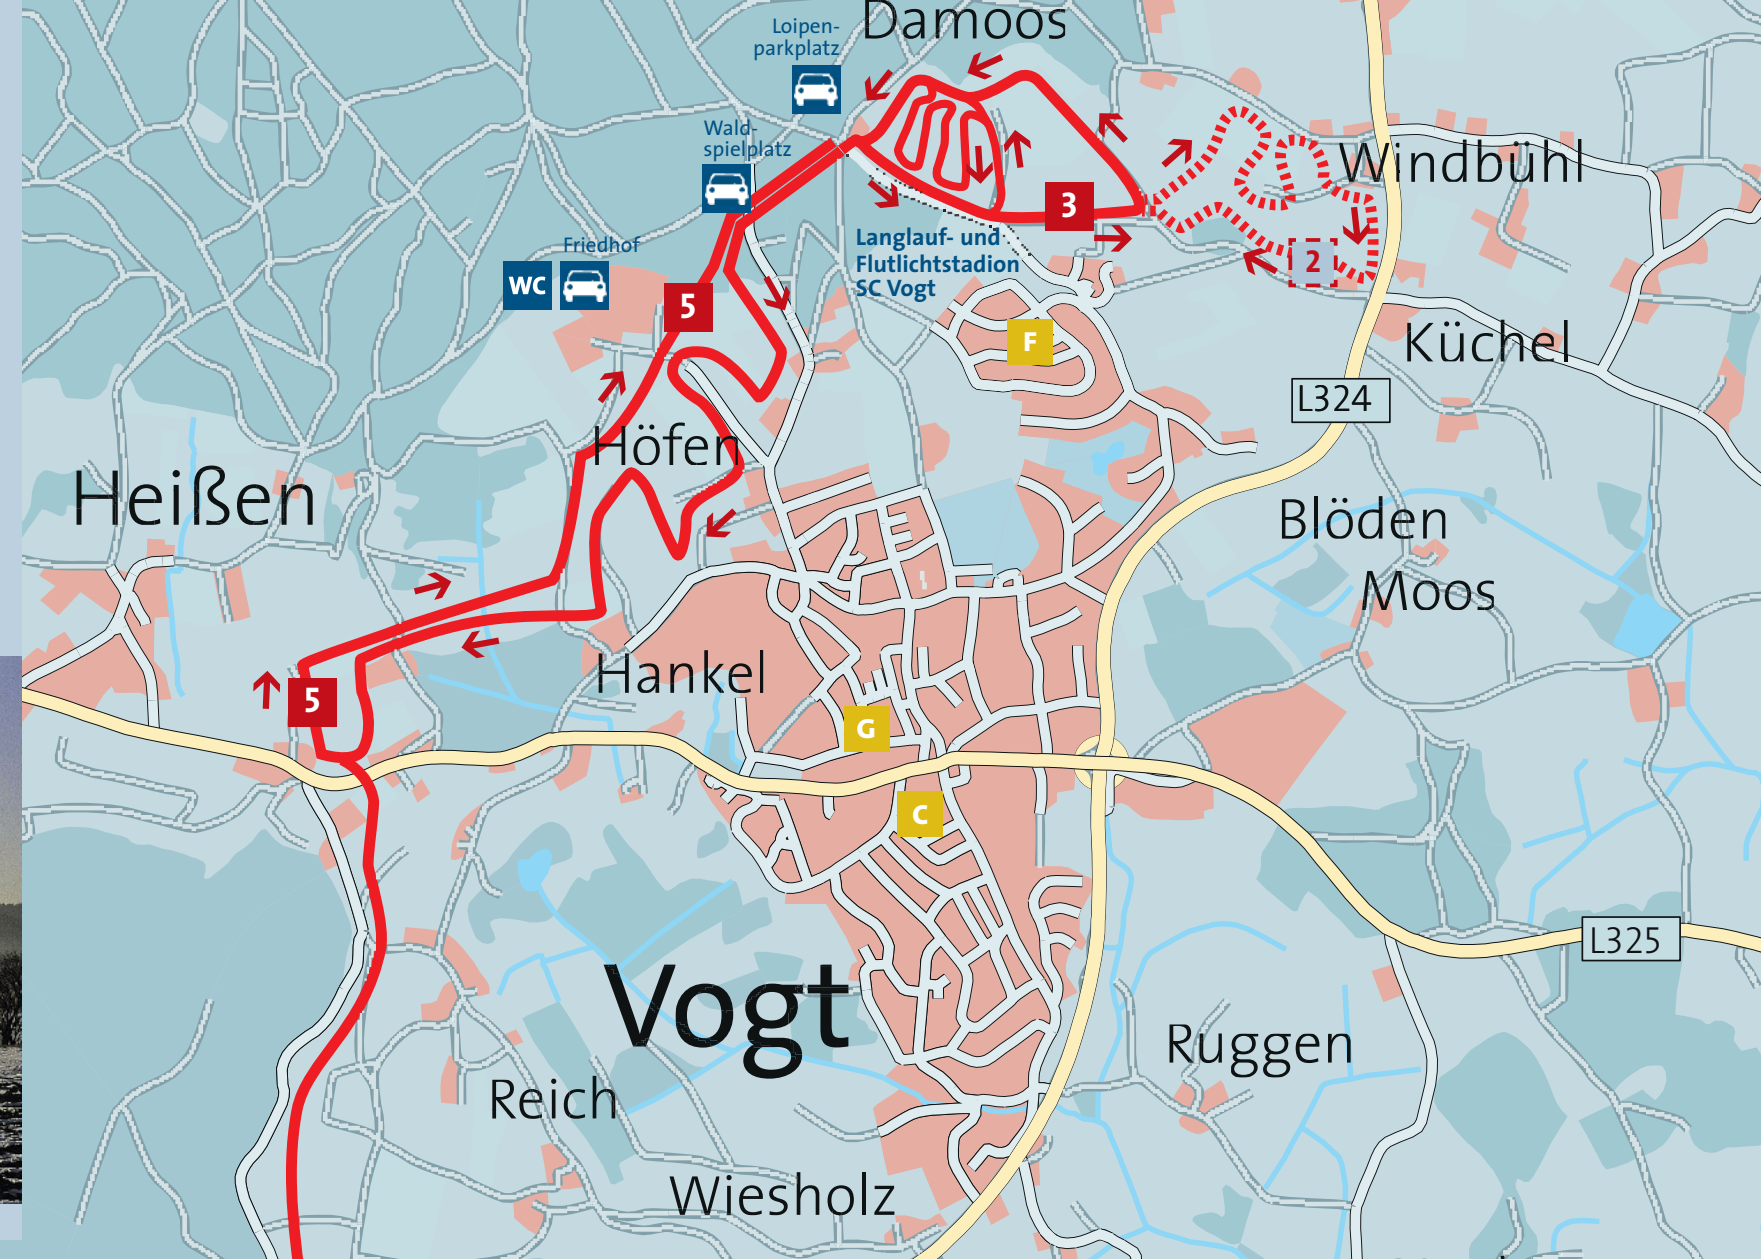 Damoos
Loipen-
parkplatz
Wald-
spielplatz
Windbühl
3
Langlauf- und
Flutlichtstadion
SC Vogt
2
Friedhof
WC
5
F
Küchel
L324
Höfen
Heißen
Blöden
Moos
Hankel
5
G
C
L325
Vogt
Ruggen
Reich
Wiesholz